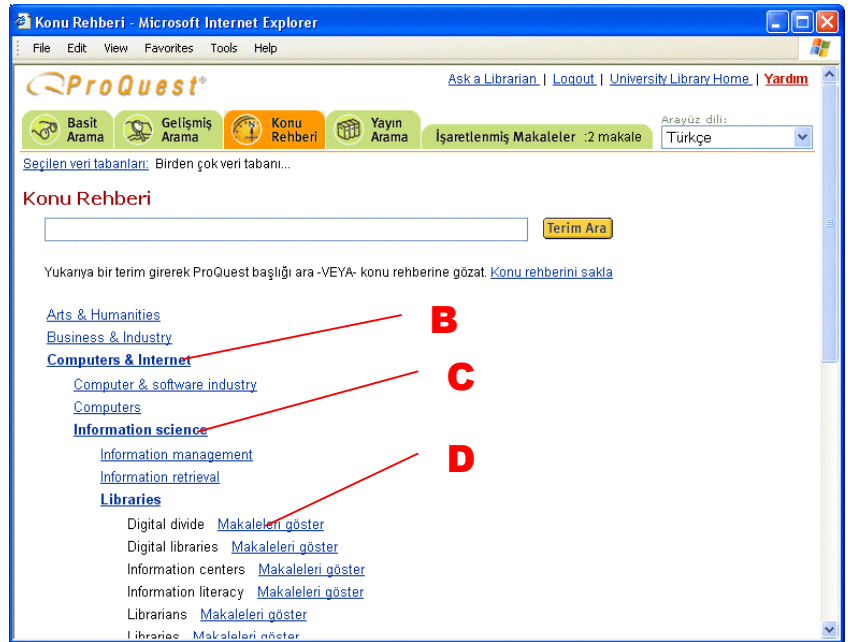 Konu Rehberi - Microsoft Internet Explorer
File Edit View Favorites Tools Help
ProQuest®
Ask a Librarian | Logout | University Library Home | Yardım
Basit Arama
Gelişmiş Arama
Konu Rehberi
Yayın Arama
İşaretlenmiş Makaleler :2 makale
Arayüz dili:
Türkçe
Seçilen veri tabanları: Birden çok veri tabanı...
Konu Rehberi
Terim Ara
Yukarıya bir terim girerek ProQuest başlığı ara -VEYA- konu rehberine gözat. Konu rehberini sakla
Arts & Humanities
B
Business & Industry
Computers & Internet
C
Computer & software industry
Computers
Information science
D
Information management
Information retrieval
Libraries
Digital divide Makaleleri göster
Digital libraries Makaleleri göster
Information centers Makaleleri göster
Information literacy Makaleleri göster
Librarians Makaleleri göster
Libraries Makaleleri göster